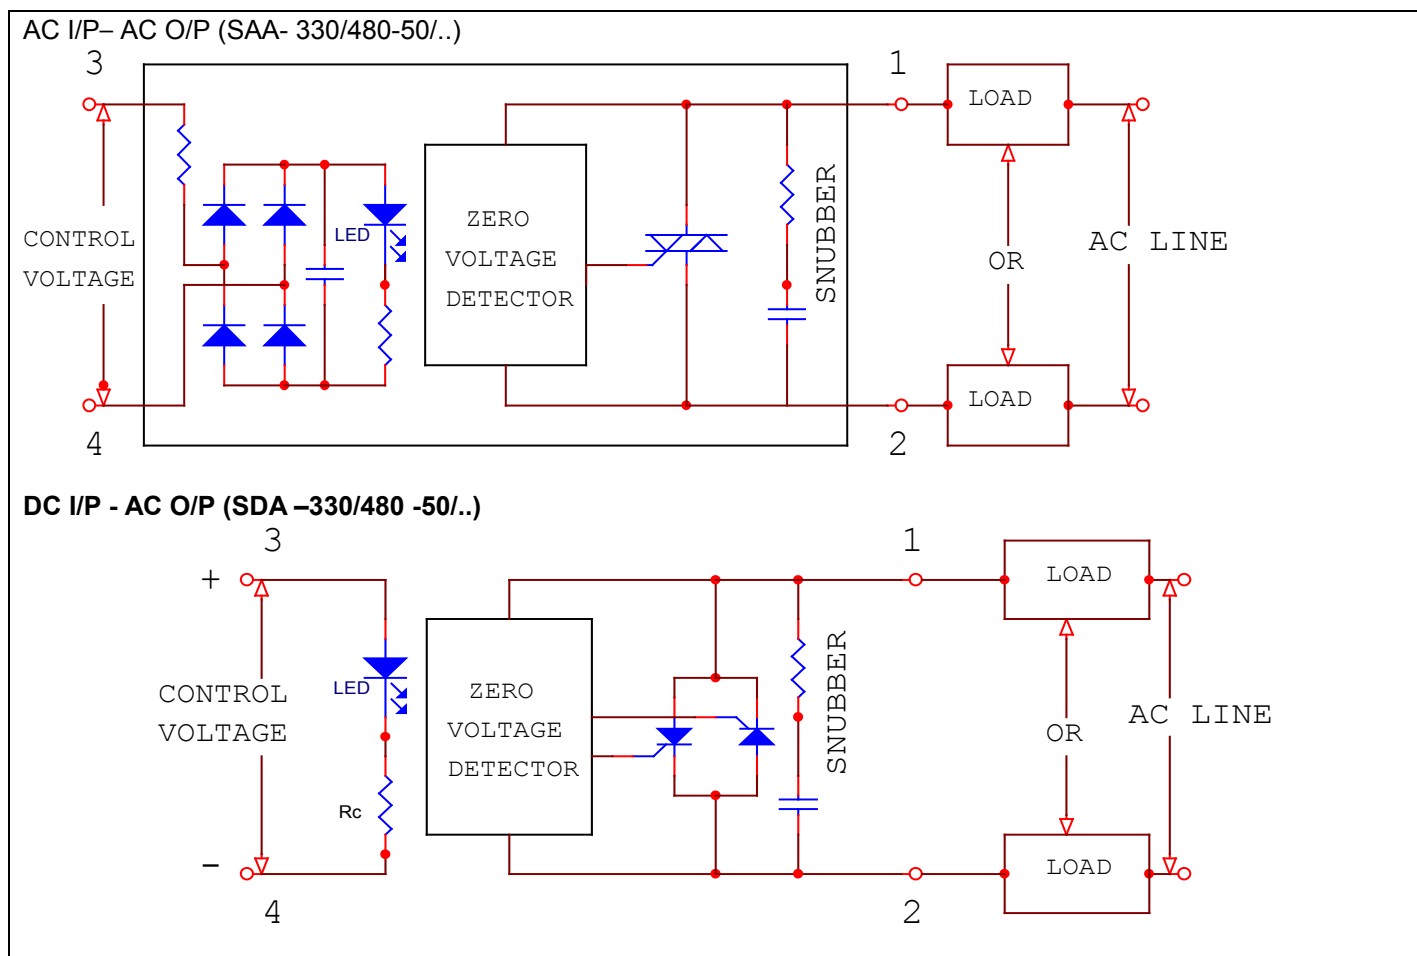 AC I/P– AC O/P (SAA- 330/480-50/..)
3
1
LOAD
CONTROL
VOLTAGE
LED
ZERO
VOLTAGE
DETECTOR
SNUBBER
OR
AC LINE
LOAD
4
2
DC I/P - AC O/P (SDA –330/480 -50/..)
3
1
+
LOAD
CONTROL
VOLTAGE
LED
ZERO
VOLTAGE
DETECTOR
SNUBBER
OR
AC LINE
Rc
–
LOAD
4
2